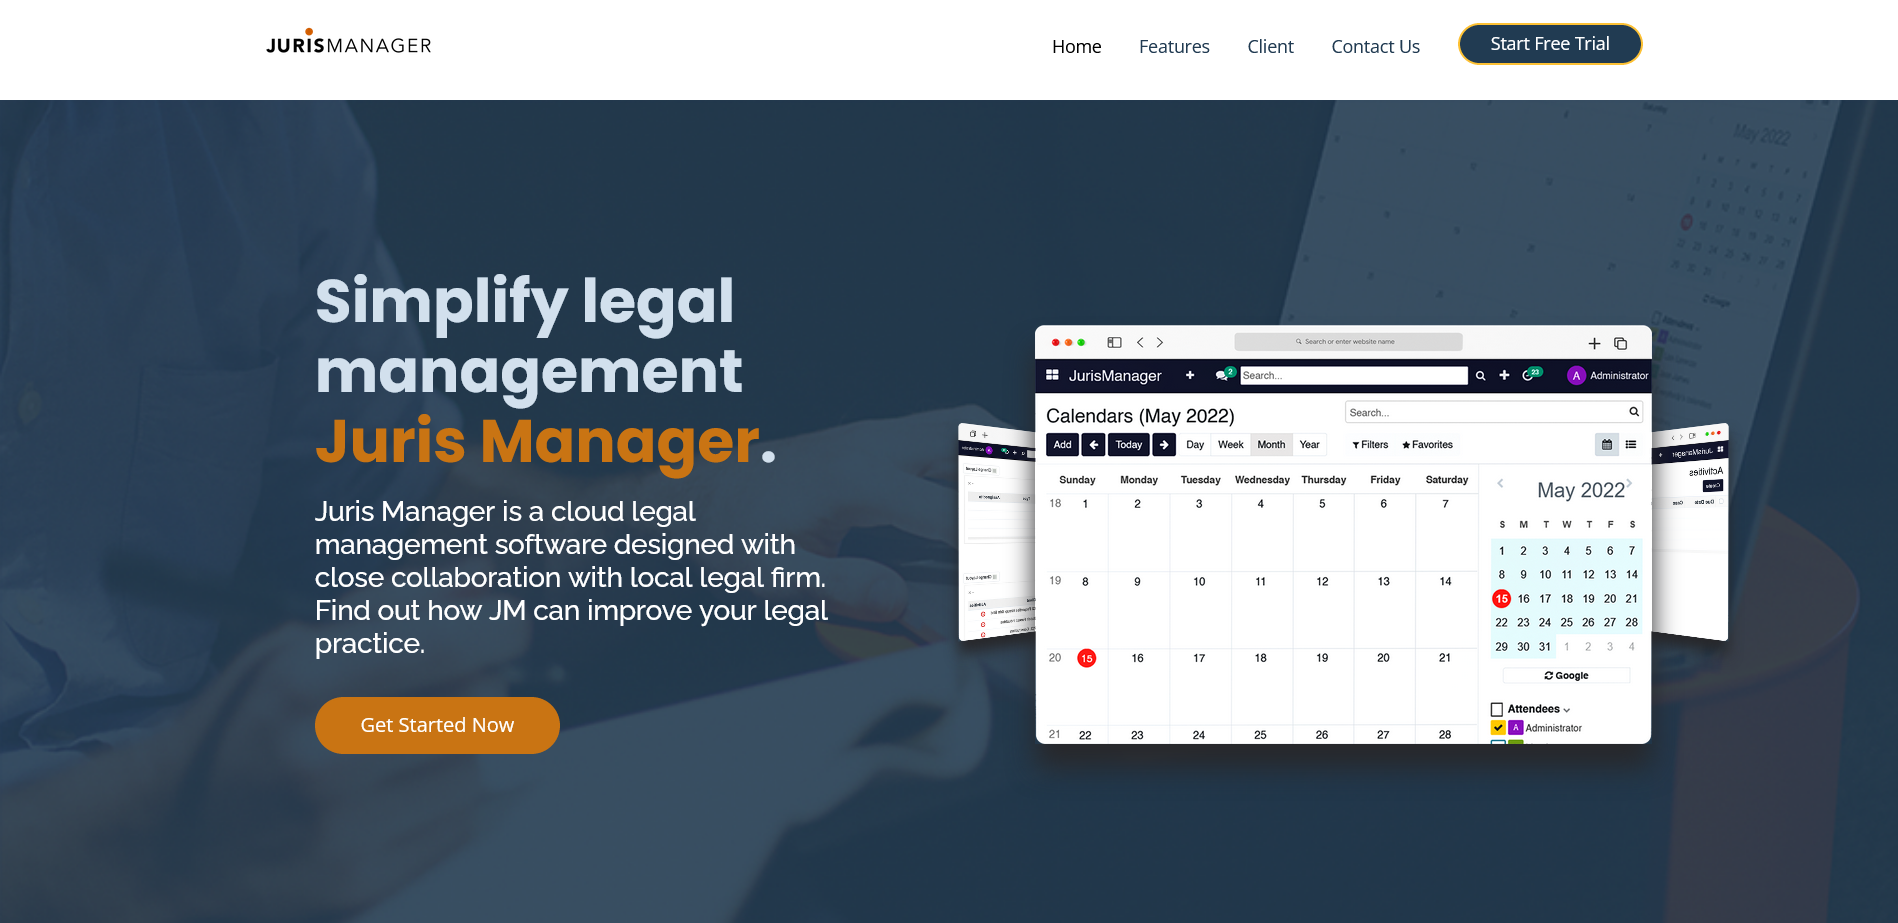 JURISMANAGER
Home Features Client Contact Us Start Free Trial
Simplify legal
management
Juris Manager.
Juris Manager is a cloud legal
management software designed with
close collaboration with local legal firm.
Find out how JM can improve your legal
practice.
Get Started Now
Search or enter website name
JurisManager 2 Search... 23 A Administrator
Calendars (May 2022) Search...
Add Today Day Week Month Year Filters Favorites
Sunday Monday Tuesday Wednesday Thursday Friday Saturday
18 1 2 3 4 5 6 7
19 8 9 10 11 12 13 14
20 15 16 17 18 19 20 21
21 22 23 24 25 26 27 28
May 2022
S M T W T F S
1 2 3 4 5 6 7
8 9 10 11 12 13 14
15 16 17 18 19 20 21
22 23 24 25 26 27 28
29 30 31 1 2 3 4
Google
Attendees
A Administrator
JurisManager
Activities
Create
Due Date
May 2022
Google